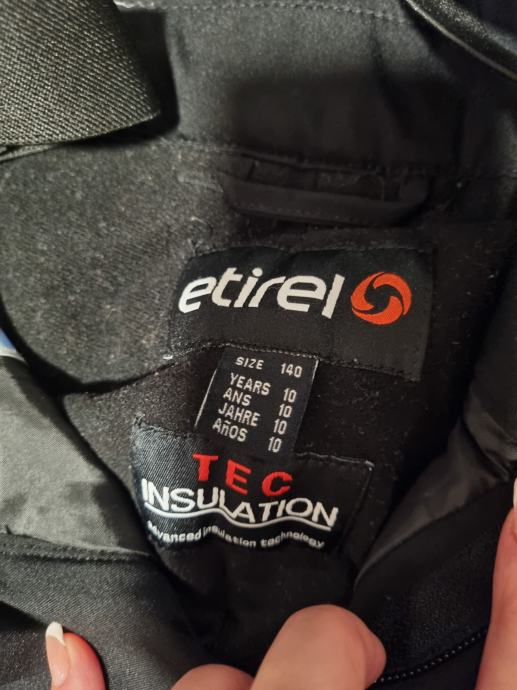 etirel
SIZE 140
YEARS 10
ANS 10
JAHRE 10
AÑOS 10
TEC
INSULATION
advanced insulation technology